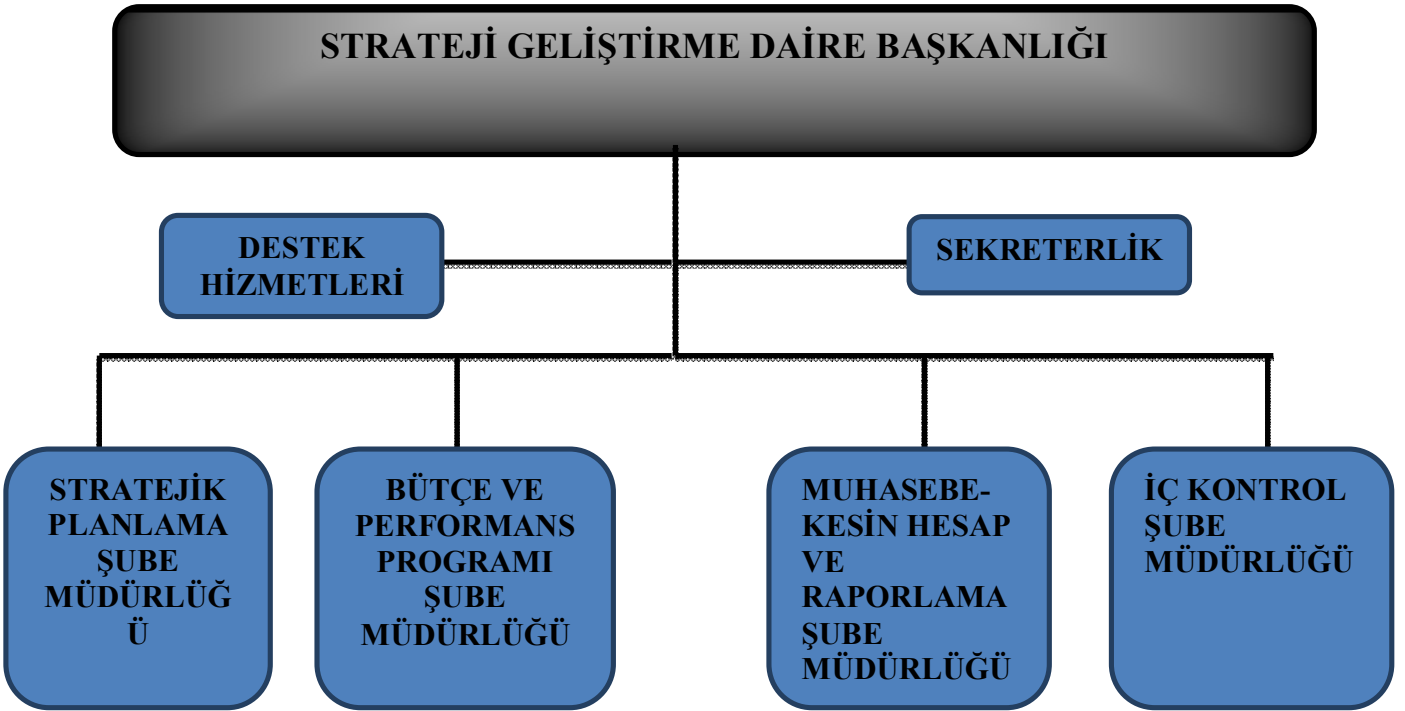 STRATEJİ GELİŞTİRME DAİRE BAŞKANLIĞI
DESTEK
HİZMETLERİ
SEKRETERLİK
STRATEJİK
PLANLAMA
ŞUBE
MÜDÜRLÜĞ
Ü
BÜTÇE VE
PERFORMANS
PROGRAMI
ŞUBE
MÜDÜRLÜĞÜ
MUHASEBE-
KESİN HESAP
VE
RAPORLAMA
ŞUBE
MÜDÜRLÜĞÜ
İÇ KONTROL
ŞUBE
MÜDÜRLÜĞÜ